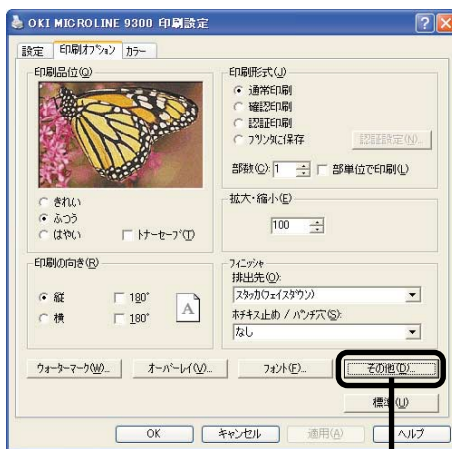 OKI MICROLINE 9300 印刷設定
設定 印刷オプション カラー
印刷品位(Q)
きれい
ふつう
はやい
トナーセーブ(T)
印刷の向き(R)
縦 180°
横 180°
A
印刷形式(J)
通常印刷
確認印刷
認証印刷
プリンタに保存 認証設定(N)...
部数(C): 1 部単位で印刷(L)
拡大・縮小(E)
100
フィニッシャ
排出先(O):
スタッカ(フェイスダウン)
ホチキス止め / パンチ穴(S):
なし
ウォーターマーク(W)... オーバーレイ(V)... フォント(F)... その他(D)...
標準(U)
OK キャンセル 適用(A) ヘルプ